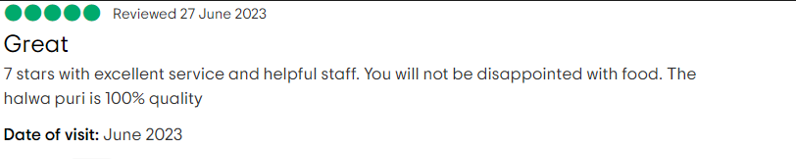 Reviewed 27 June 2023
Great
7 stars with excellent service and helpful staff. You will not be disappointed with food. The
halwa puri is 100% quality
Date of visit: June 2023